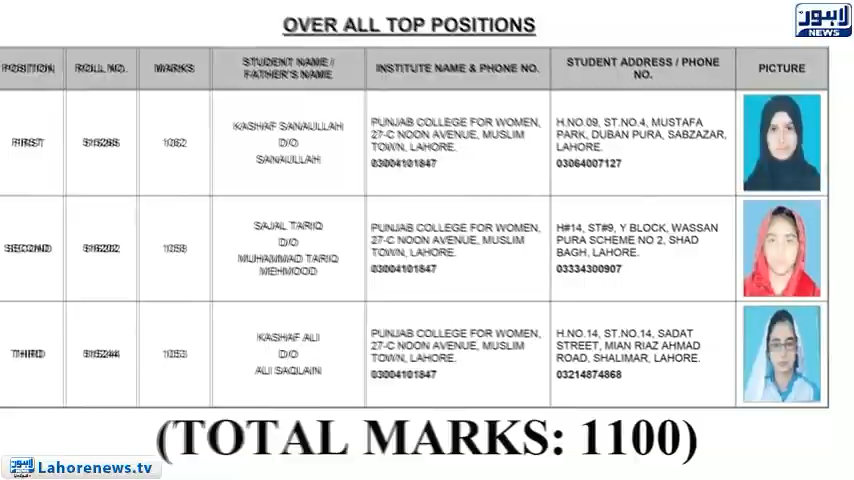 لاہور
NEWS
OVER ALL TOP POSITIONS
POSITION
ROLL NO.
MARKS
STUDENT NAME /
FATHER'S NAME
INSTITUTE NAME & PHONE NO.
STUDENT ADDRESS / PHONE
NO.
PICTURE
FIRST
1062
KASHAF SANAULLAH
D/O
SANAULLAH
PUNJAB COLLEGE FOR WOMEN,
27-C NOON AVENUE, MUSLIM
TOWN, LAHORE.
03004101847
H.NO.09, ST.NO.4, MUSTAFA
PARK, DUBAN PURA, SABZAZAR,
LAHORE.
03064007127
SECOND
1058
SAJAL TARIQ
D/O
MUHAMMAD TARIQ
MEHMOOD
PUNJAB COLLEGE FOR WOMEN,
27-C NOON AVENUE, MUSLIM
TOWN, LAHORE.
03004101847
H#14, ST#9, Y BLOCK, WASSAN
PURA SCHEME NO 2, SHAD
BAGH, LAHORE.
03334300907
THIRD
1053
KASHAF ALI
D/O
ALI SAQLAIN
PUNJAB COLLEGE FOR WOMEN,
27-C NOON AVENUE, MUSLIM
TOWN, LAHORE.
03004101847
H.NO.14, ST.NO.14, SADAT
STREET, MIAN RIAZ AHMAD
ROAD, SHALIMAR, LAHORE.
03214874868
(TOTAL MARKS: 1100)
Lahorenews.tv